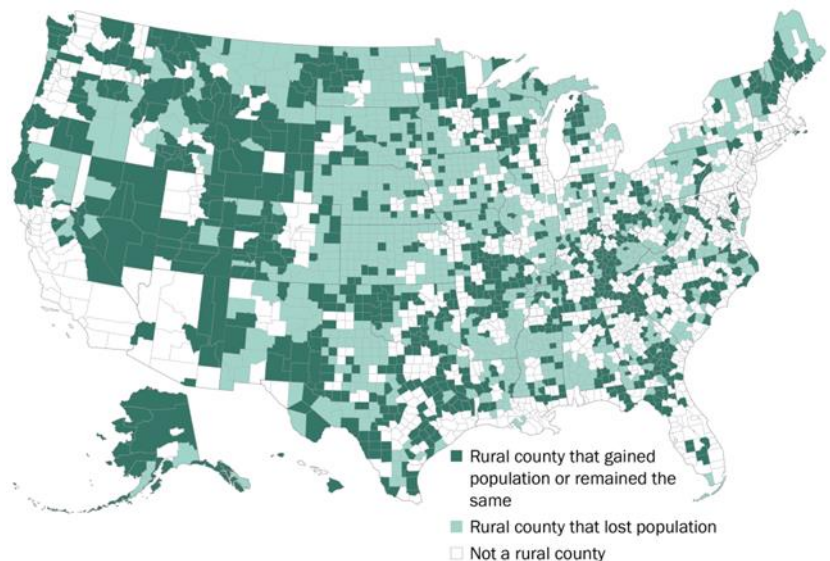 Rural county that gained
population or remained the
same
Rural county that lost population
Not a rural county